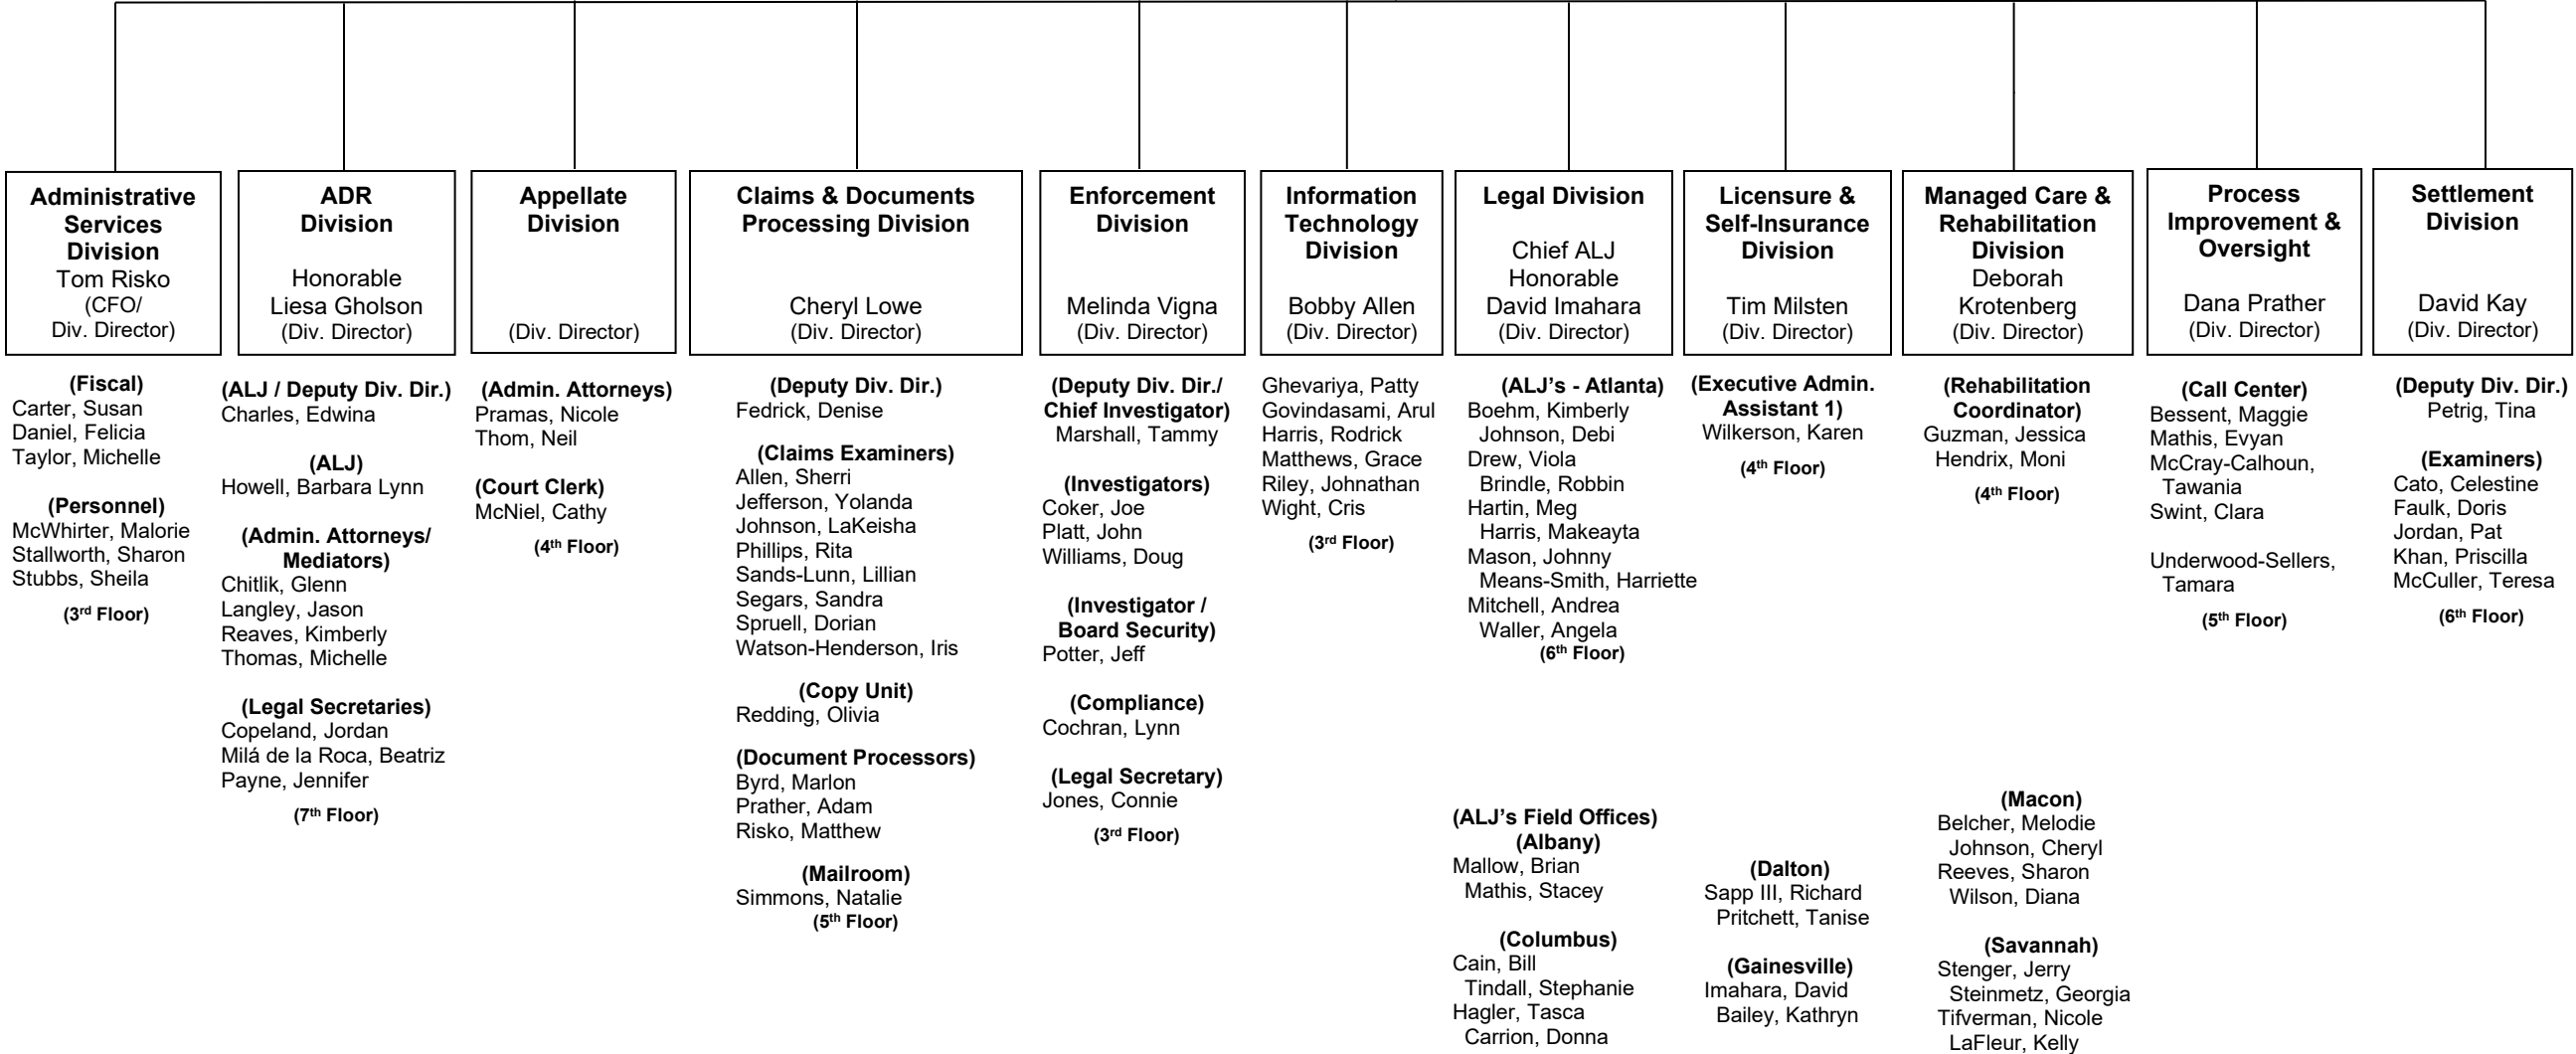 Administrative
Services
Division
Tom Risko
(CFO/
Div. Director)
(Fiscal)
Carter, Susan
Daniel, Felicia
Taylor, Michelle
(Personnel)
McWhirter, Malorie
Stallworth, Sharon
Stubbs, Sheila
(3rd Floor)
ADR
Division
Honorable
Liesa Gholson
(Div. Director)
(ALJ / Deputy Div. Dir.)
Charles, Edwina
(ALJ)
Howell, Barbara Lynn
(Admin. Attorneys/
Mediators)
Chitlik, Glenn
Langley, Jason
Reaves, Kimberly
Thomas, Michelle
(Legal Secretaries)
Copeland, Jordan
Milá de la Roca, Beatriz
Payne, Jennifer
(7th Floor)
Appellate
Division
(Div. Director)
(Admin. Attorneys)
Pramas, Nicole
Thom, Neil
(Court Clerk)
McNiel, Cathy
(4th Floor)
Claims & Documents
Processing Division
Cheryl Lowe
(Div. Director)
(Deputy Div. Dir.)
Fedrick, Denise
(Claims Examiners)
Allen, Sherri
Jefferson, Yolanda
Johnson, LaKeisha
Phillips, Rita
Sands-Lunn, Lillian
Segars, Sandra
Spruell, Dorian
Watson-Henderson, Iris
(Copy Unit)
Redding, Olivia
(Document Processors)
Byrd, Marlon
Prather, Adam
Risko, Matthew
(Mailroom)
Simmons, Natalie
(5th Floor)
Enforcement
Division
Melinda Vigna
(Div. Director)
(Deputy Div. Dir./
Chief Investigator)
Marshall, Tammy
(Investigators)
Coker, Joe
Platt, John
Williams, Doug
(Investigator /
Board Security)
Potter, Jeff
(Compliance)
Cochran, Lynn
(Legal Secretary)
Jones, Connie
(3rd Floor)
Information
Technology
Division
Bobby Allen
(Div. Director)
Ghevariya, Patty
Govindasami, Arul
Harris, Rodrick
Matthews, Grace
Riley, Johnathan
Wight, Cris
(3rd Floor)
Legal Division
Chief ALJ
Honorable
David Imahara
(Div. Director)
(ALJ's - Atlanta)
Boehm, Kimberly
Johnson, Debi
Drew, Viola
Brindle, Robbin
Hartin, Meg
Harris, Makeayta
Mason, Johnny
Means-Smith, Harriette
Mitchell, Andrea
Waller, Angela
(6th Floor)
Licensure &
Self-Insurance
Division
Tim Milsten
(Div. Director)
(Executive Admin.
Assistant 1)
Wilkerson, Karen
(4th Floor)
Managed Care &
Rehabilitation
Division
Deborah
Krotenberg
(Div. Director)
(Rehabilitation
Coordinator)
Guzman, Jessica
Hendrix, Moni
(4th Floor)
Process
Improvement &
Oversight
Dana Prather
(Div. Director)
(Call Center)
Bessent, Maggie
Mathis, Evyan
McCray-Calhoun,
Tawania
Swint, Clara
Underwood-Sellers,
Tamara
(5th Floor)
Settlement
Division
David Kay
(Div. Director)
(Deputy Div. Dir.)
Petrig, Tina
(Examiners)
Cato, Celestine
Faulk, Doris
Jordan, Pat
Khan, Priscilla
McCuller, Teresa
(6th Floor)
(ALJ's Field Offices)
(Albany)
Mallow, Brian
Mathis, Stacey
(Columbus)
Cain, Bill
Tindall, Stephanie
Hagler, Tasca
Carrion, Donna
(Dalton)
Sapp III, Richard
Pritchett, Tanise
(Gainesville)
Imahara, David
Bailey, Kathryn
(Macon)
Belcher, Melodie
Johnson, Cheryl
Reeves, Sharon
Wilson, Diana
(Savannah)
Stenger, Jerry
Steinmetz, Georgia
Tifverman, Nicole
LaFleur, Kelly